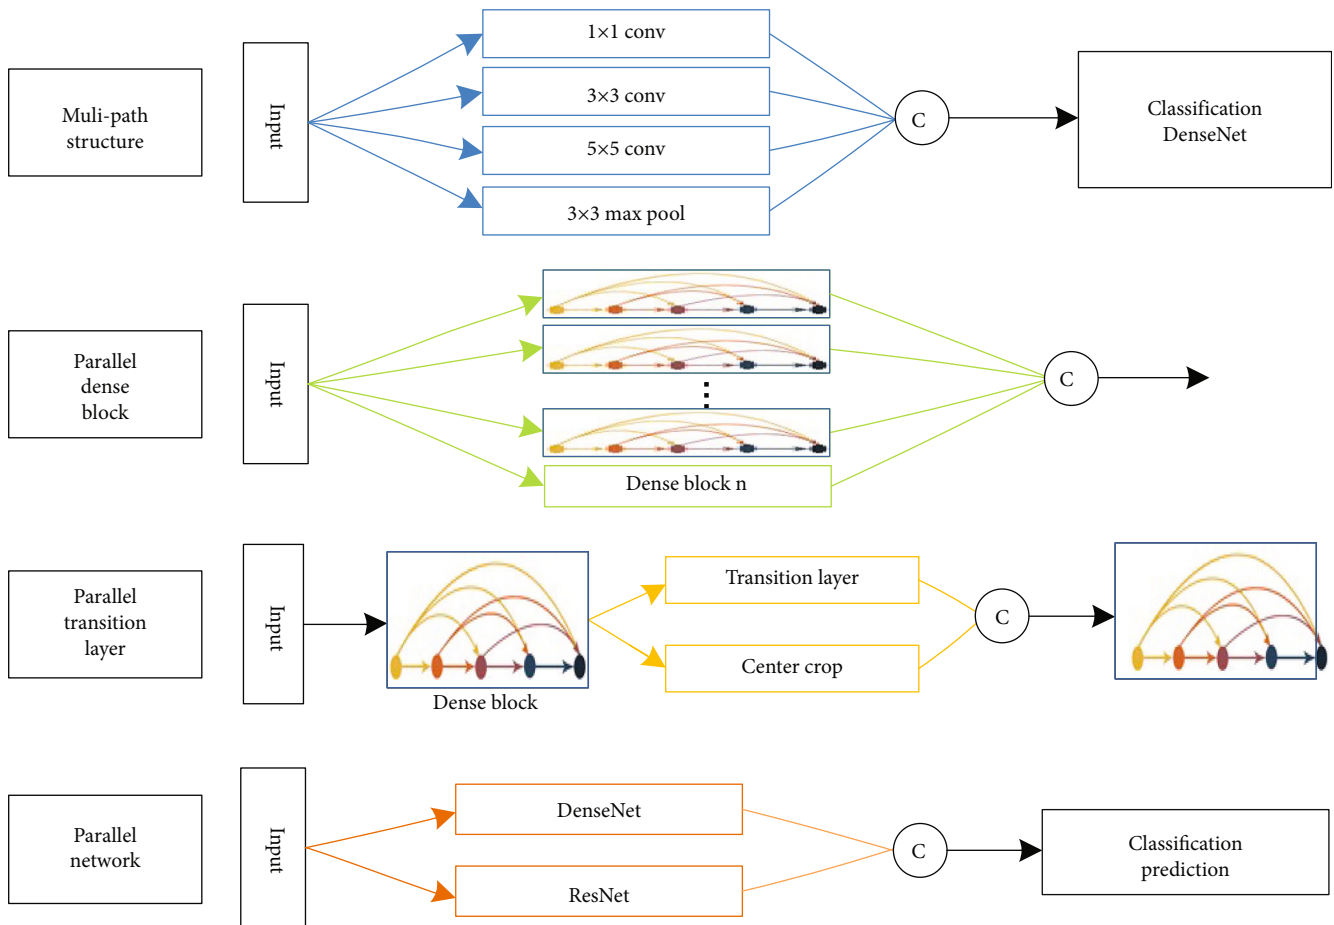 Muli-path
structure
Input
1×1 conv
3×3 conv
5×5 conv
3×3 max pool
C
Classification
DenseNet
Parallel
dense
block
Input
Dense block n
C
Parallel
transition
layer
Input
Dense block
Transition layer
Center crop
C
Parallel
network
Input
DenseNet
ResNet
C
Classification
prediction